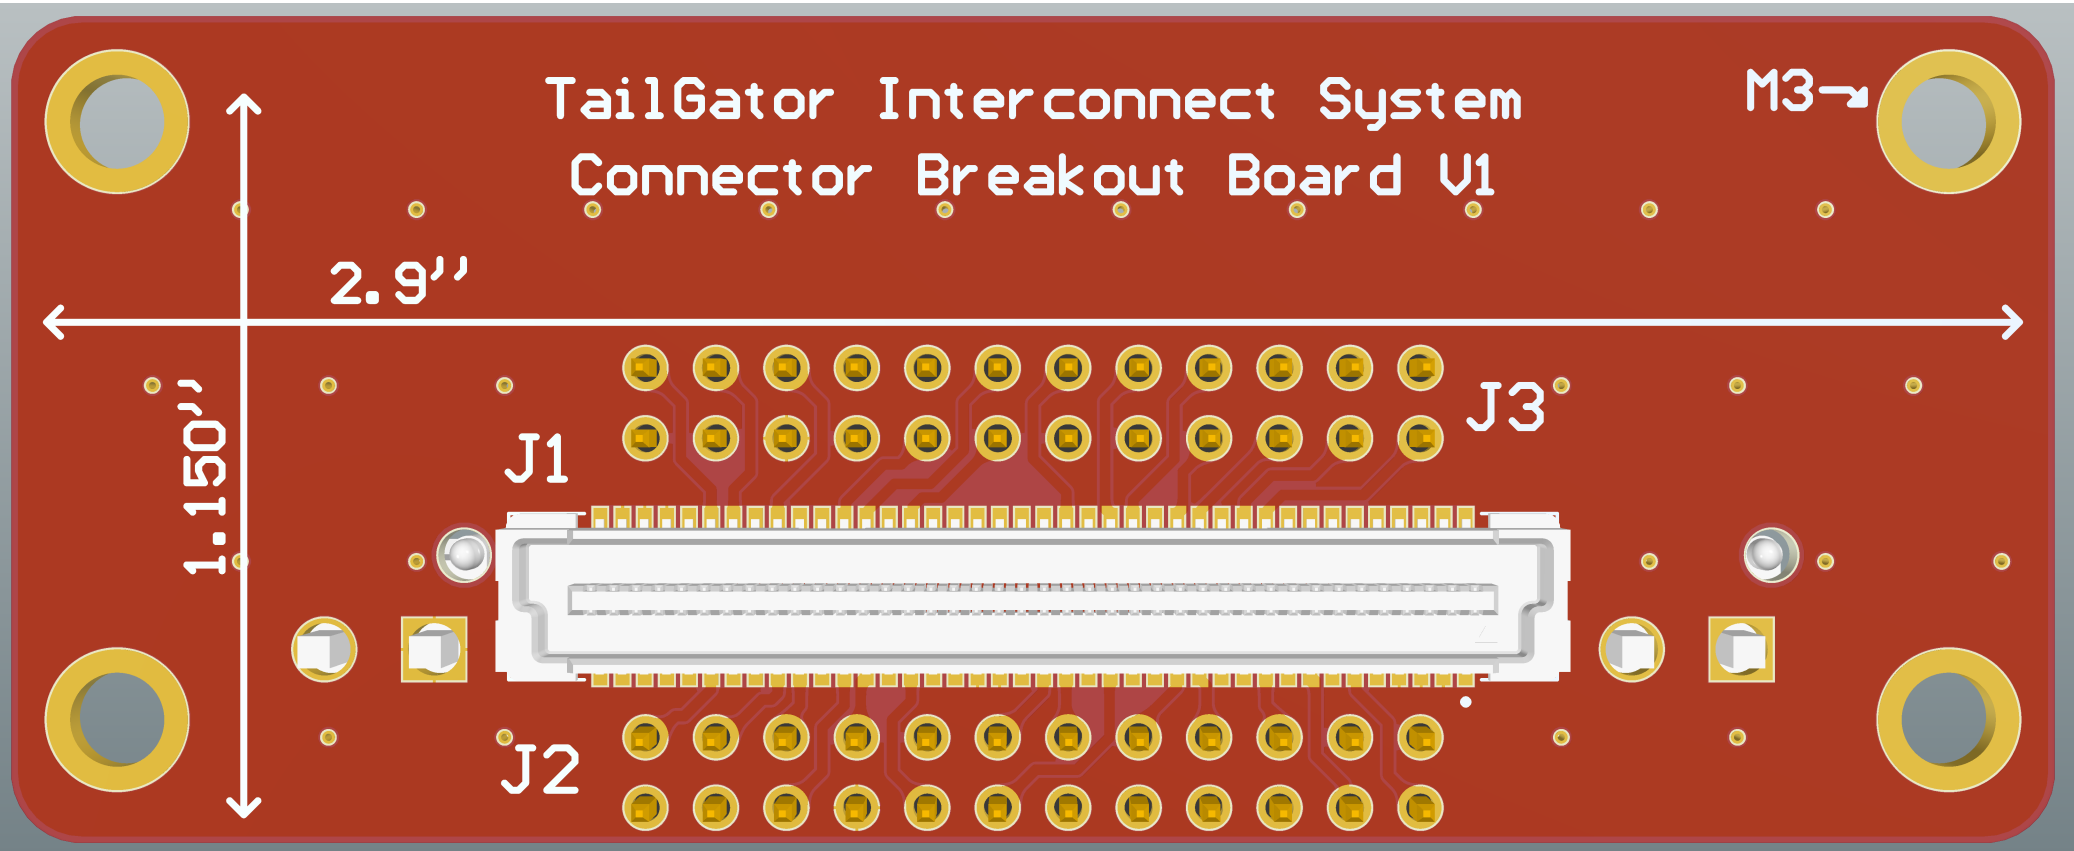 TailGator Interconnect System
M3
Connector Breakout Board V1
2.9"
1.150"
J3
J1
J2